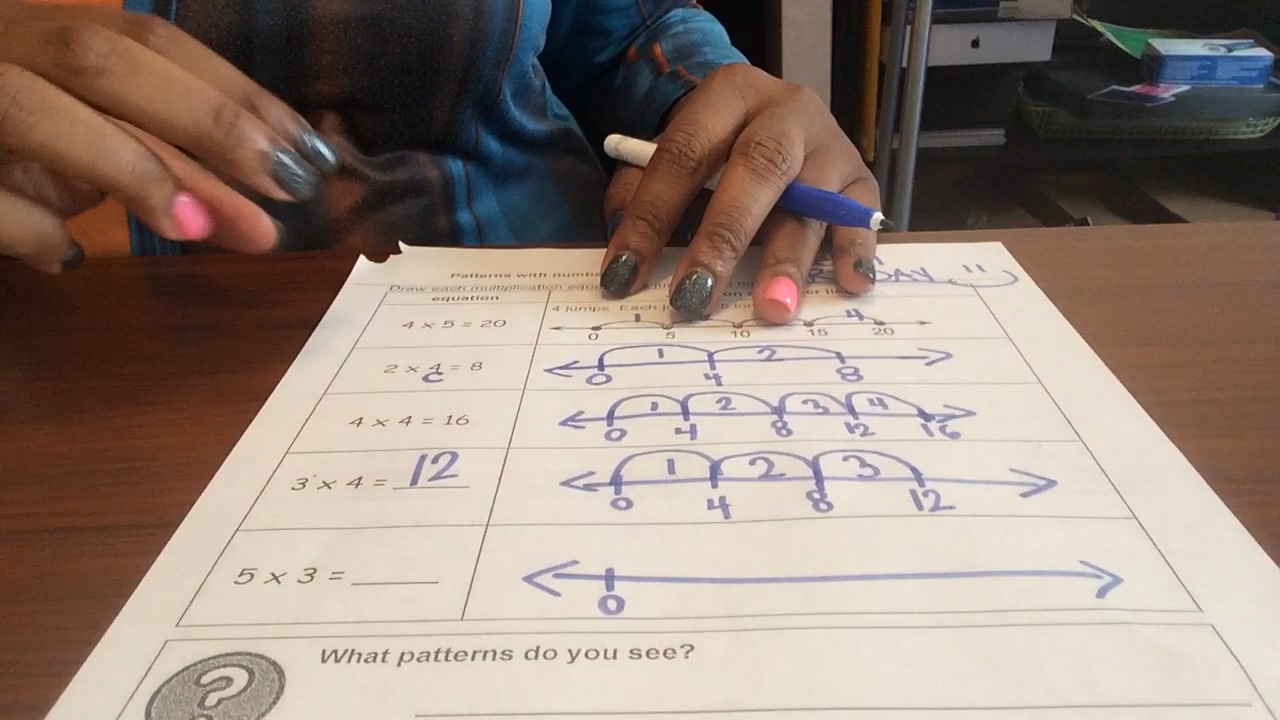 Patterns with
DAY !!
Draw each multiplication
equation
4 jumps. Each
4 x 5 = 20
1 4
0 5 10 15 20
2 x 4 = 8
c
1 2
0 4 8
4 x 4 = 16
1 2 3 4
0 4 8 12 16
3 x 4 = 12
1 2 3
0 4 8 12
5 x 3 = ______
0
What patterns do you see?
?